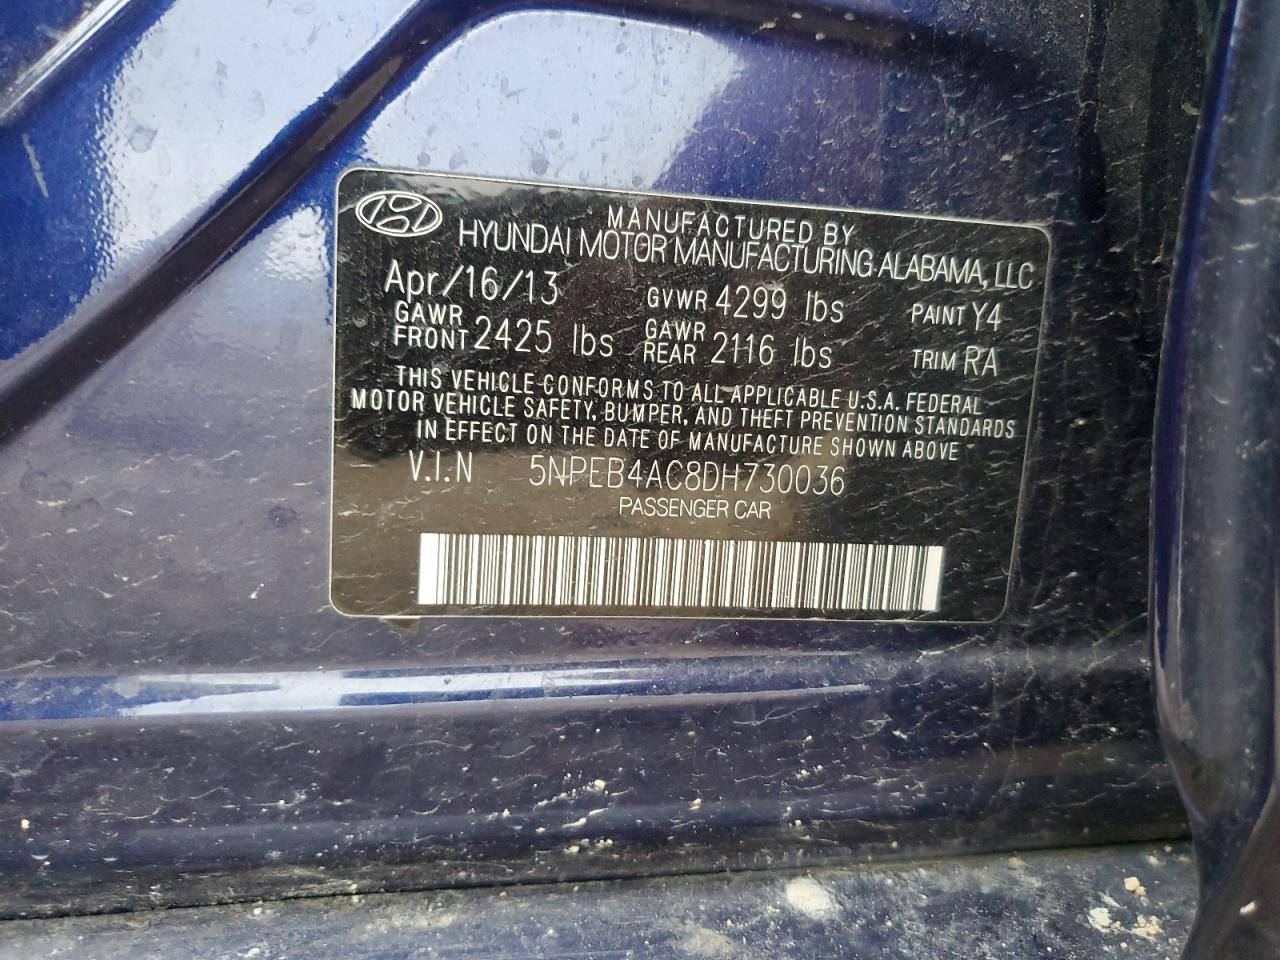 MANUFACTURED BY
HYUNDAI MOTOR MANUFACTURING ALABAMA, LLC
Apr/16/13 GVWR 4299 lbs PAINT Y4
GAWR FRONT 2425 lbs GAWR REAR 2116 lbs TRIM RA
THIS VEHICLE CONFORMS TO ALL APPLICABLE U.S.A. FEDERAL
MOTOR VEHICLE SAFETY, BUMPER, AND THEFT PREVENTION STANDARDS
IN EFFECT ON THE DATE OF MANUFACTURE SHOWN ABOVE
V.I.N 5NPEB4AC8DH730036
PASSENGER CAR